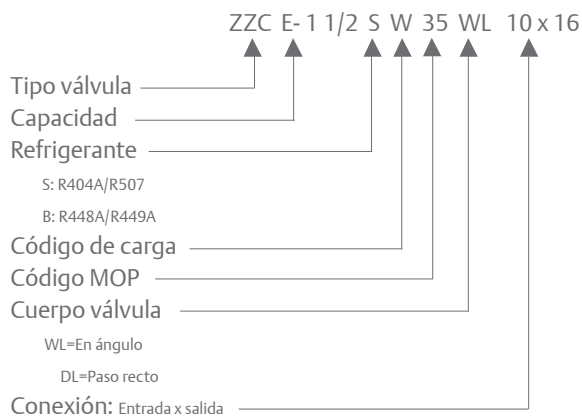 ZZC E- 1 1/2 S W 35 WL 10 x 16
Tipo válvula
Capacidad
Refrigerante
S: R404A/R507
B: R448A/R449A
Código de carga
Código MOP
Cuerpo válvula
WL=En ángulo
DL=Paso recto
Conexión: Entrada x salida